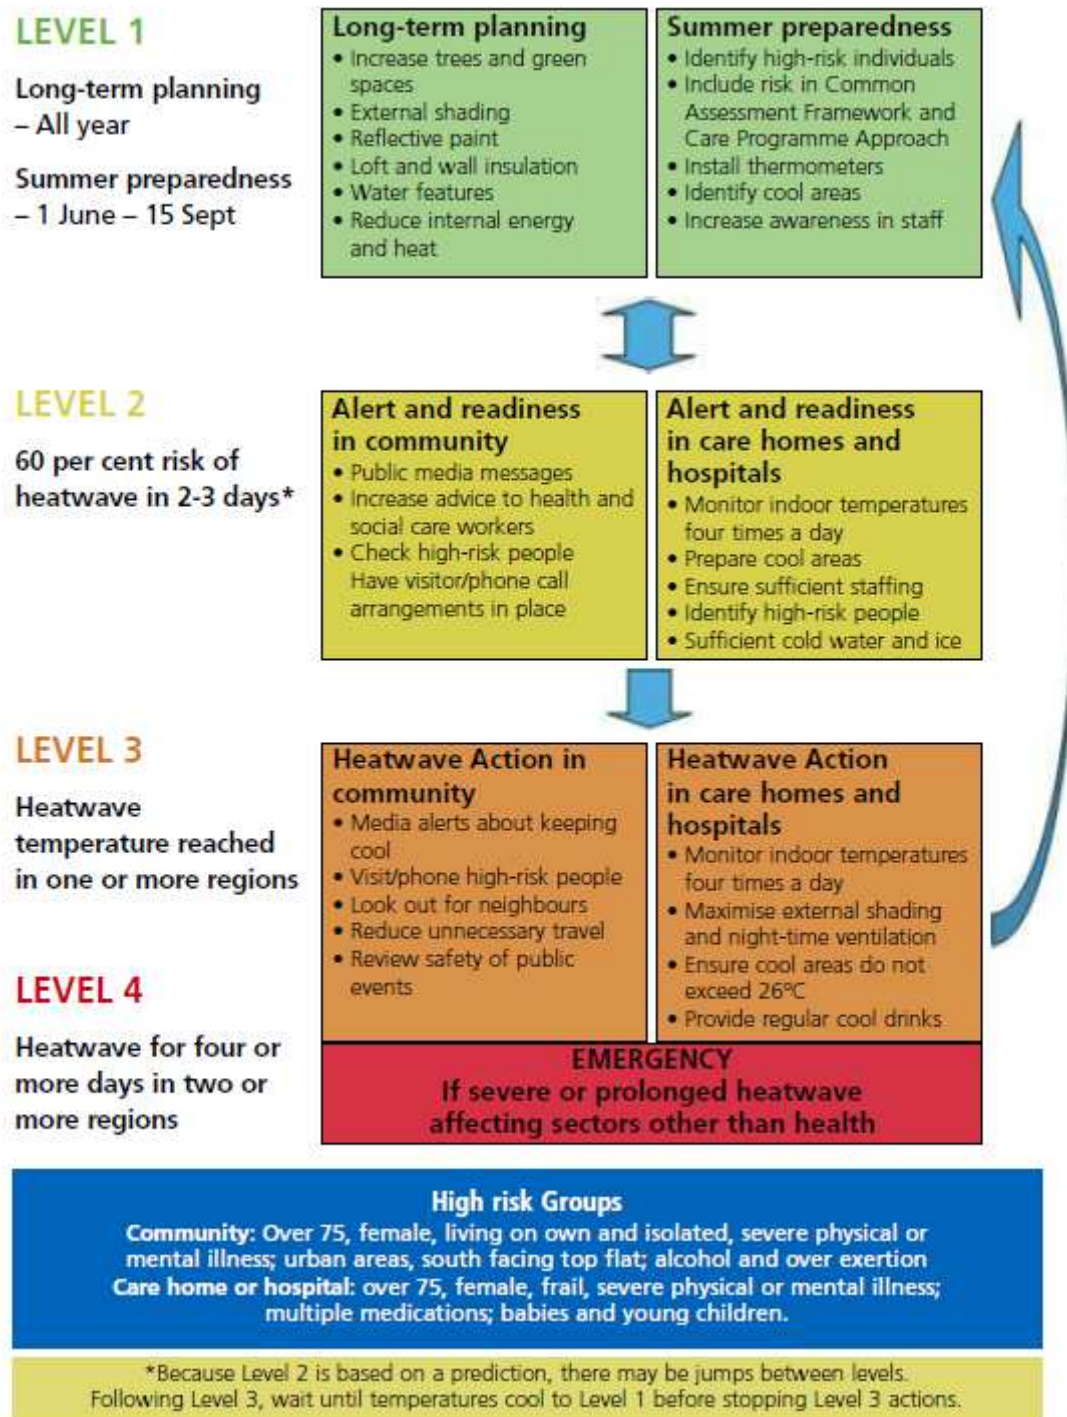 LEVEL 1
Long-term planning
– All year
Summer preparedness
– 1 June – 15 Sept
Long-term planning
• Increase trees and green
spaces
• External shading
• Reflective paint
• Loft and wall insulation
• Water features
• Reduce internal energy
and heat
Summer preparedness
• Identify high-risk individuals
• Include risk in Common
Assessment Framework and
Care Programme Approach
• Install thermometers
• Identify cool areas
• Increase awareness in staff
LEVEL 2
60 per cent risk of
heatwave in 2-3 days*
Alert and readiness
in community
• Public media messages
• Increase advice to health and
social care workers
• Check high-risk people
Have visitor/phone call
arrangements in place
Alert and readiness
in care homes and
hospitals
• Monitor indoor temperatures
four times a day
• Prepare cool areas
• Ensure sufficient staffing
• Identify high-risk people
• Sufficient cold water and ice
LEVEL 3
Heatwave
temperature reached
in one or more regions
Heatwave Action in
community
• Media alerts about keeping
cool
• Visit/phone high-risk people
• Look out for neighbours
• Reduce unnecessary travel
• Review safety of public
events
Heatwave Action
in care homes and
hospitals
• Monitor indoor temperatures
four times a day
• Maximise external shading
and night-time ventilation
• Ensure cool areas do not
exceed 26°C
• Provide regular cool drinks
LEVEL 4
Heatwave for four or
more days in two or
more regions
EMERGENCY
If severe or prolonged heatwave
affecting sectors other than health
High risk Groups
Community: Over 75, female, living on own and isolated, severe physical or
mental illness; urban areas, south facing top flat; alcohol and over exertion
Care home or hospital: over 75, female, frail, severe physical or mental illness;
multiple medications; babies and young children.
*Because Level 2 is based on a prediction, there may be jumps between levels.
Following Level 3, wait until temperatures cool to Level 1 before stopping Level 3 actions.